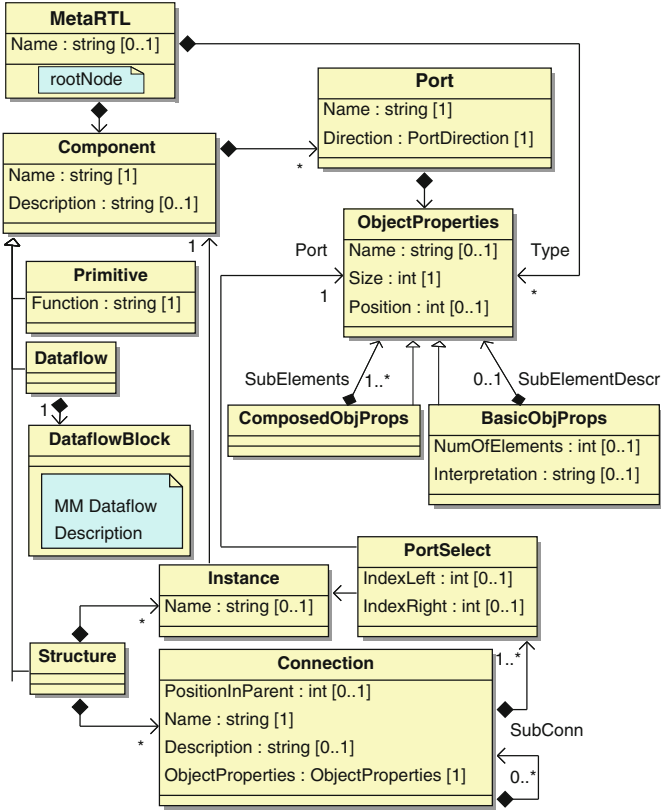 MetaRTL
Name : string [0..1]
rootNode
Port
Name : string [1]
Direction : PortDirection [1]
*
Component
Name : string [1]
Description : string [0..1]
1
ObjectProperties
Name : string [0..1]
Size : int [1]
Position : int [0..1]
Port
1
Type
*
Primitive
Function : string [1]
Dataflow
1
SubElements
1..*
0..1
SubElementDescr
ComposedObjProps
BasicObjProps
NumOfElements : int [0..1]
Interpretation : string [0..1]
DataflowBlock
MM Dataflow
Description
PortSelect
IndexLeft : int [0..1]
IndexRight : int [0..1]
Instance
Name : string [0..1]
*
Structure
*
Connection
PositionInParent : int [0..1]
Name : string [1]
Description : string [0..1]
ObjectProperties : ObjectProperties [1]
1..*
SubConn
0..*